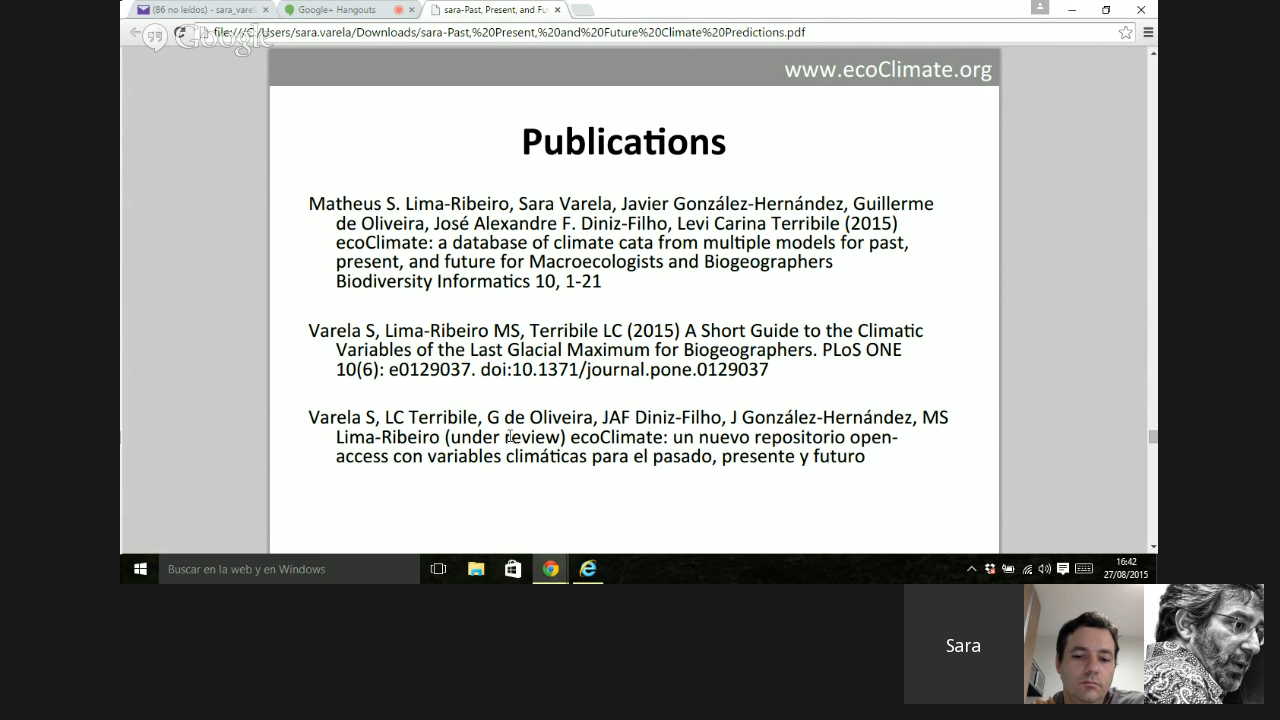 (86 no leídos) - sara_varel
Google+ Hangouts
sara-Past, Present, and Fu
Google
file:///C:/Users/sara.varela/Downloads/sara-Past,%20Present,%20and%20Future%20Climate%20Predictions.pdf
www.ecoClimate.org
Publications
Matheus S. Lima-Ribeiro, Sara Varela, Javier González-Hernández, Guillerme
de Oliveira, José Alexandre F. Diniz-Filho, Levi Carina Terribile (2015)
ecoClimate: a database of climate cata from multiple models for past,
present, and future for Macroecologists and Biogeographers
Biodiversity Informatics 10, 1-21
Varela S, Lima-Ribeiro MS, Terribile LC (2015) A Short Guide to the Climatic
Variables of the Last Glacial Maximum for Biogeographers. PLoS ONE
10(6): e0129037. doi:10.1371/journal.pone.0129037
Varela S, LC Terribile, G de Oliveira, JAF Diniz-Filho, J González-Hernández, MS
Lima-Ribeiro (under review) ecoClimate: un nuevo repositorio open-
access con variables climáticas para el pasado, presente y futuro
Buscar en la web y en Windows
16:42
27/08/2015
Sara